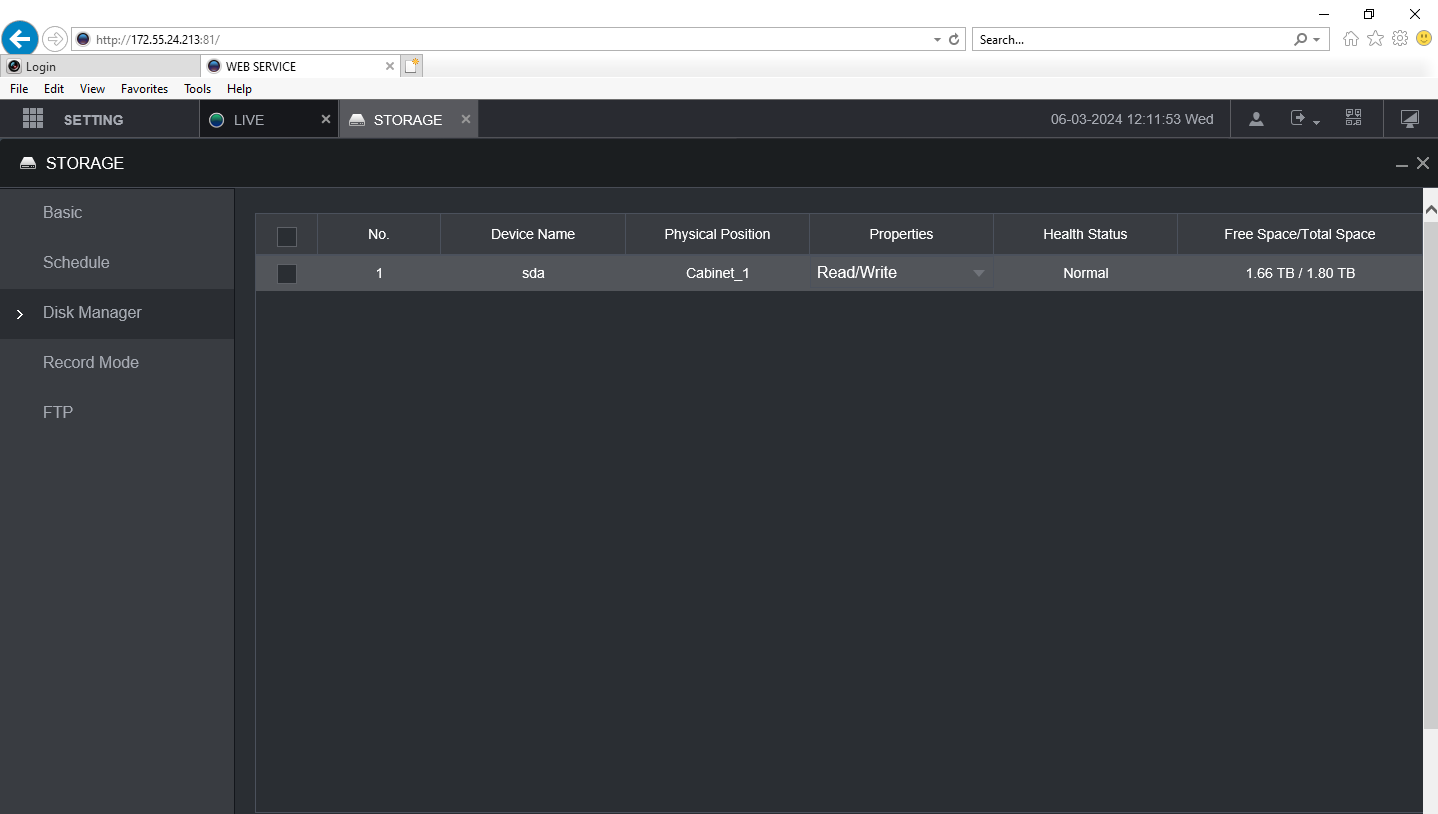 http://172.55.24.213:81/
Search...
Login
WEB SERVICE
File Edit View Favorites Tools Help
SETTING LIVE STORAGE 06-03-2024 12:11:53 Wed
STORAGE
Basic
Schedule
Disk Manager
Record Mode
FTP
No. Device Name Physical Position Properties Health Status Free Space/Total Space
1 sda Cabinet_1 Read/Write Normal 1.66 TB / 1.80 TB